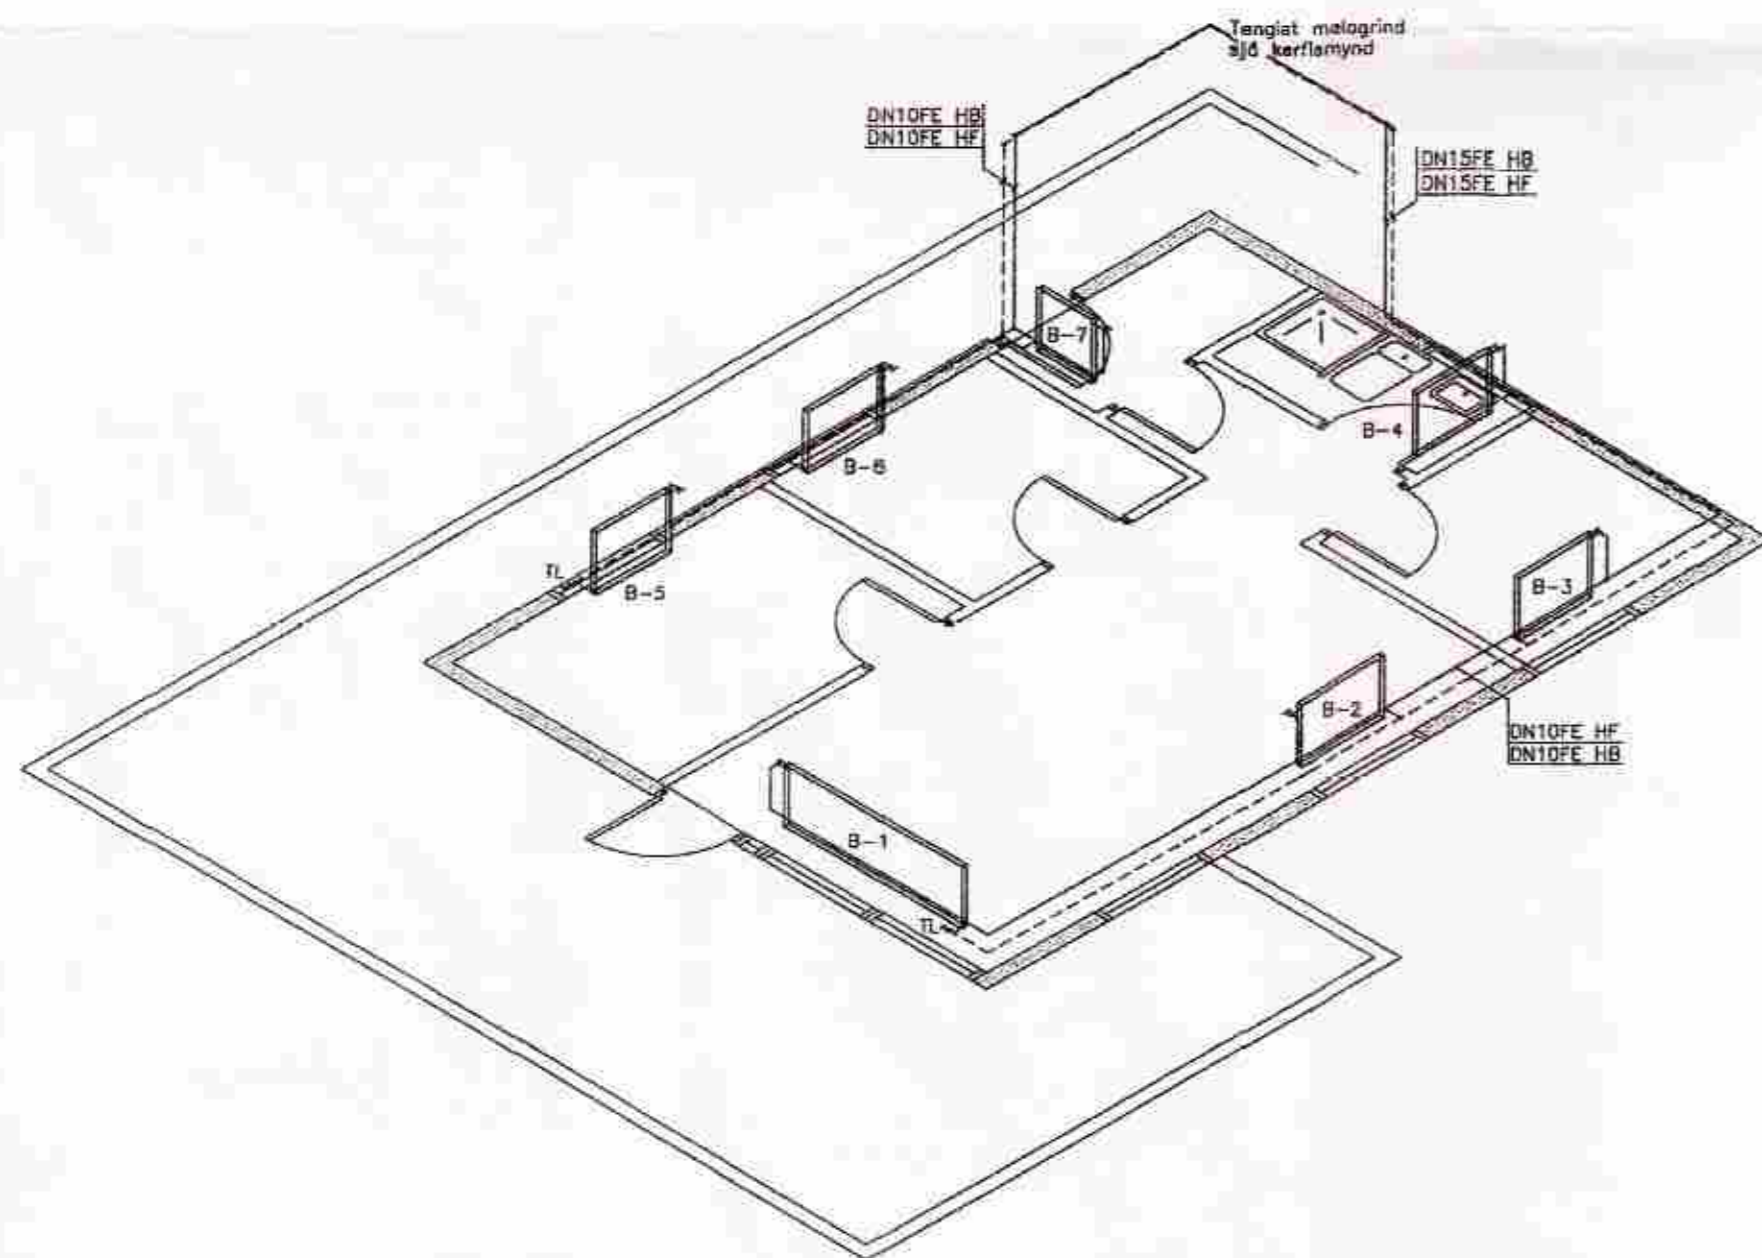 Tengist mælagrind
sjá kerfismynd
DN10FE HB
DN10FE HF
DN15FE HB
DN15FE HF
B-7
B-4
B-6
B-5
TL
B-3
B-2
DN10FE HF
DN10FE HB
B-1
TL